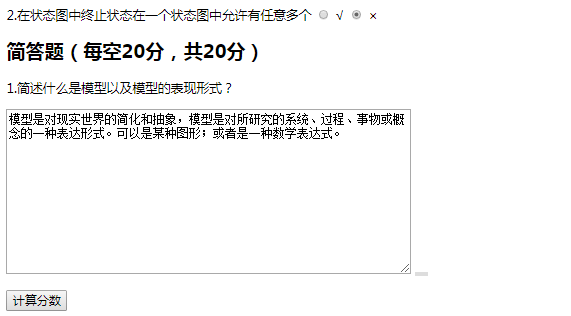 2.在状态图中终止状态在一个状态图中允许有任意多个 √ ×
简答题（每空20分，共20分）
1.简述什么是模型以及模型的表现形式？
模型是对现实世界的简化和抽象，模型是对所研究的系统、过程、事物或概
念的一种表达形式。可以是某种图形；或者是一种数学表达式。
计算分数